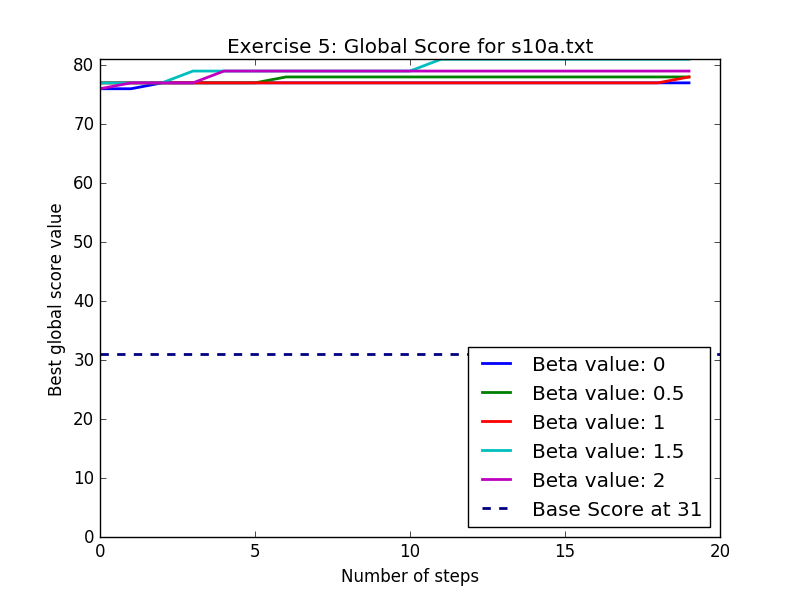 Exercise 5: Global Score for s10a.txt
Best global score value
80
70
60
50
40
30
20
10
0
Beta value: 0
Beta value: 0.5
Beta value: 1
Beta value: 1.5
Beta value: 2
Base Score at 31
0 5 10 15 20
Number of steps